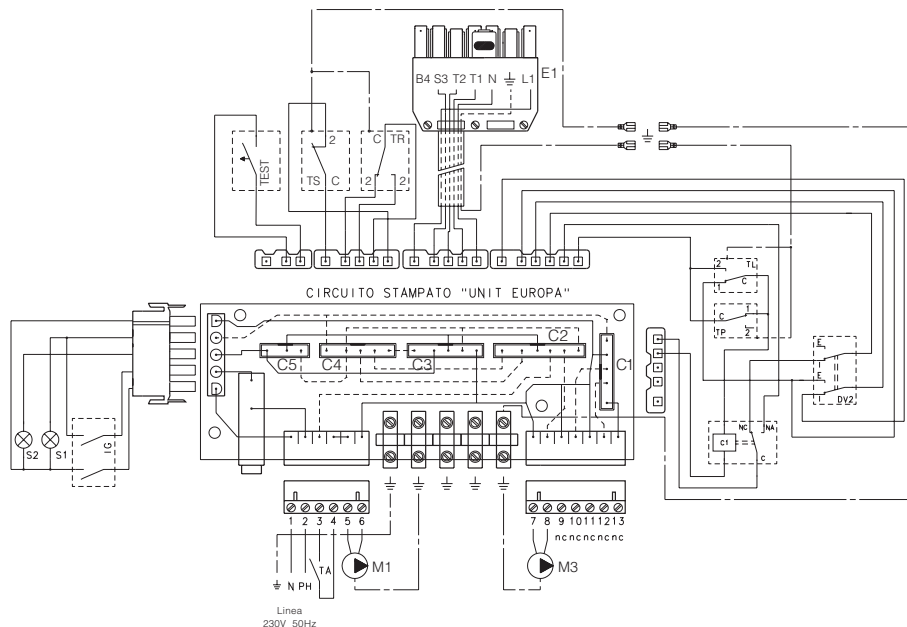 B4 S3 T2 T1 N L1
E1
TEST
2
TS C
C TR
2 2
CIRCUITO STAMPATO "UNIT EUROPA"
C5 C4 C3 C2 C1
2 TL
1 C
C 1
TP 2
E
E
DV2
NC NA
C1
C
S2 S1 IG
1 2 3 4 5 6
7 8 9 10 11 12 13
nc nc nc nc nc
N PH TA M1
M3
Linea
230V 50Hz